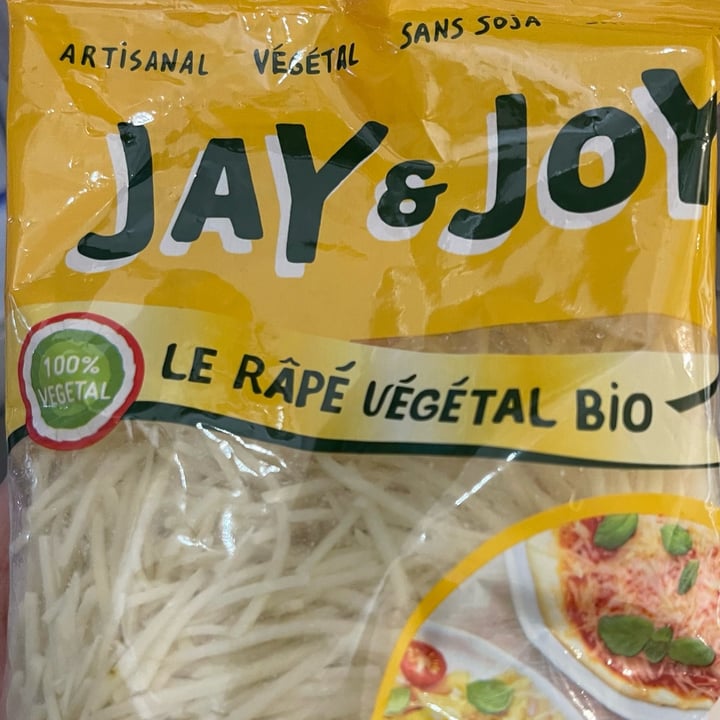 ARTISANAL VÉGÉTAL SANS SOJA
JAY & JOY
100%
VEGETAL
LE RÂPÉ VÉGÉTAL BiO